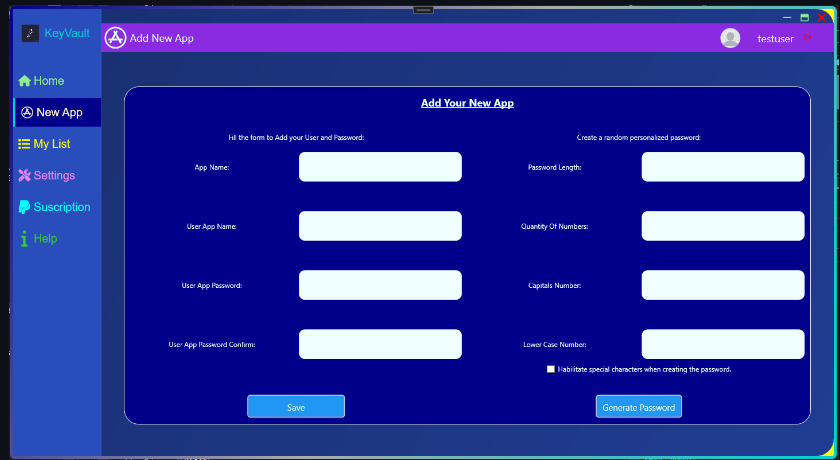 KeyVault
Add New App
testuser
Home
New App
My List
Settings
Suscription
Help
Add Your New App
Fill the form to Add your User and Password:
Create a random personalized password:
App Name:
Password Length:
User App Name:
Quantity Of Numbers:
User App Password:
Capitals Number:
User App Password Confirm:
Lower Case Number:
Habilitate special characters when creating the password.
Save
Generate Password